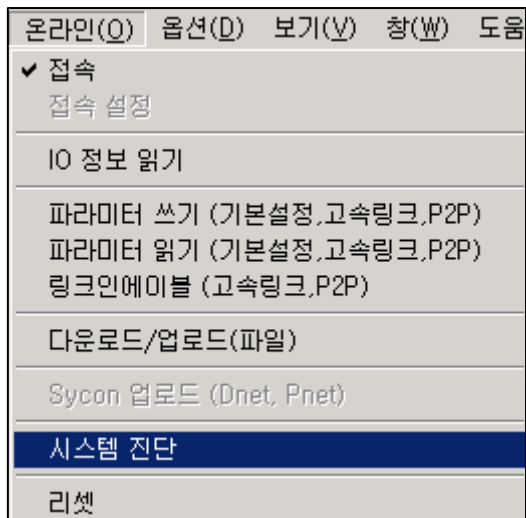 온라인(O) 옵션(D) 보기(V) 창(W) 도움
접속
접속 설정
IO 정보 읽기
파라미터 쓰기 (기본설정,고속링크,P2P)
파라미터 읽기 (기본설정,고속링크,P2P)
링크인에이블 (고속링크,P2P)
다운로드/업로드(파일)
Sycon 업로드 (Dnet, Pnet)
시스템 진단
리셋